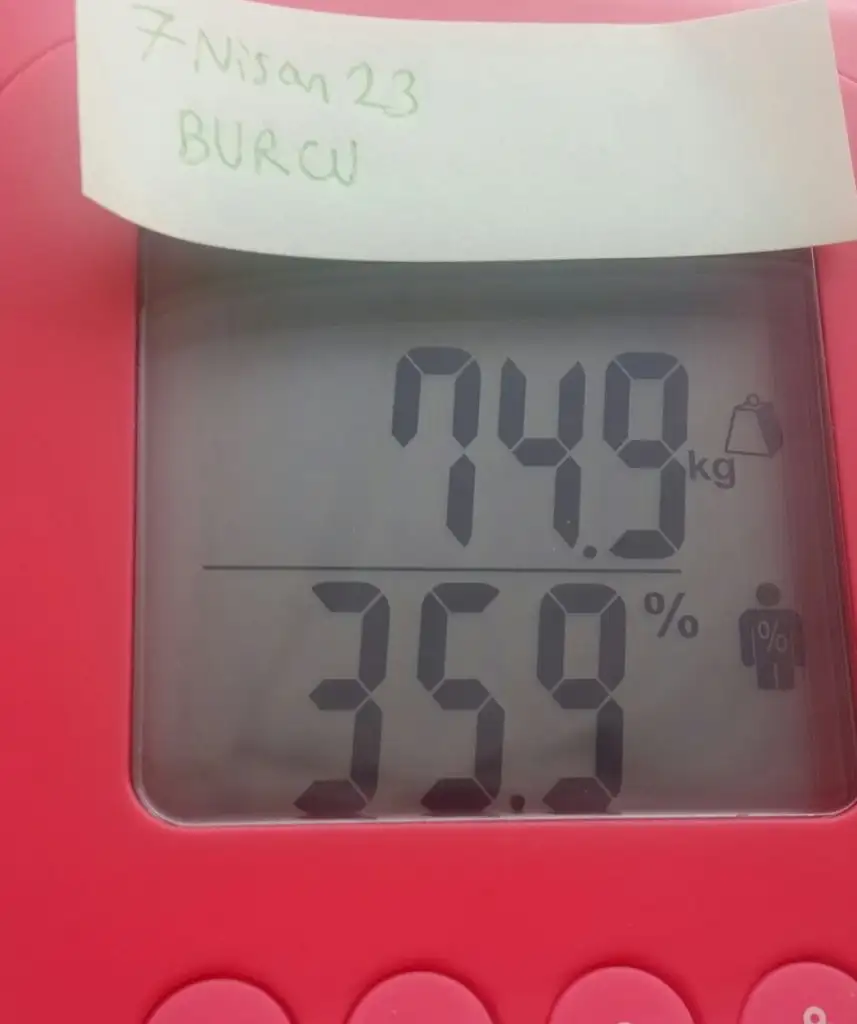 7 Nisan 23
BURCU
74.9 kg
35.9 %
%